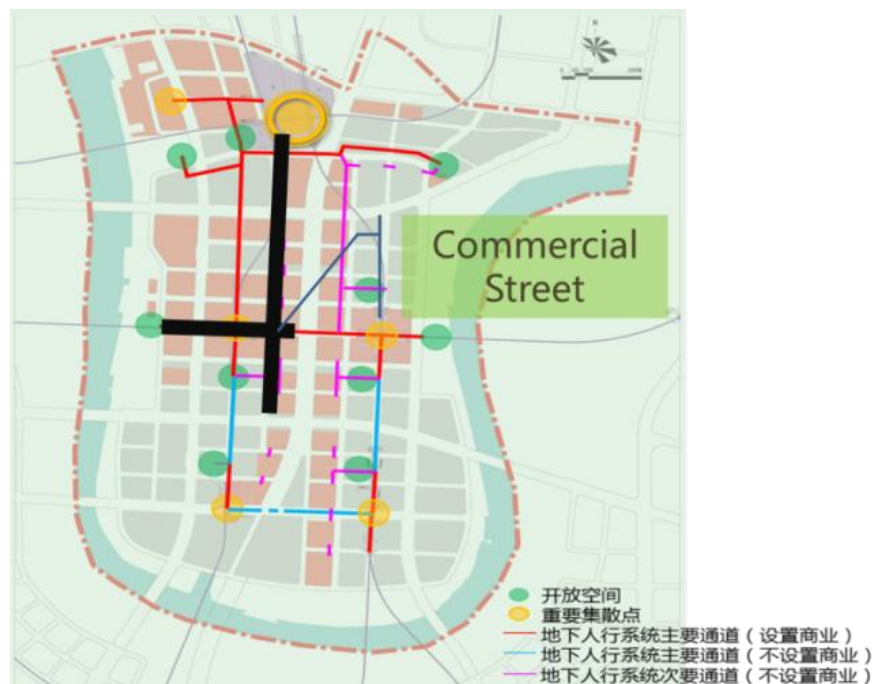 Commercial
Street
开放空间
重要集散点
地下人行系统主要通道（设置商业）
地下人行系统主要通道（不设置商业）
地下人行系统次要通道（不设置商业）